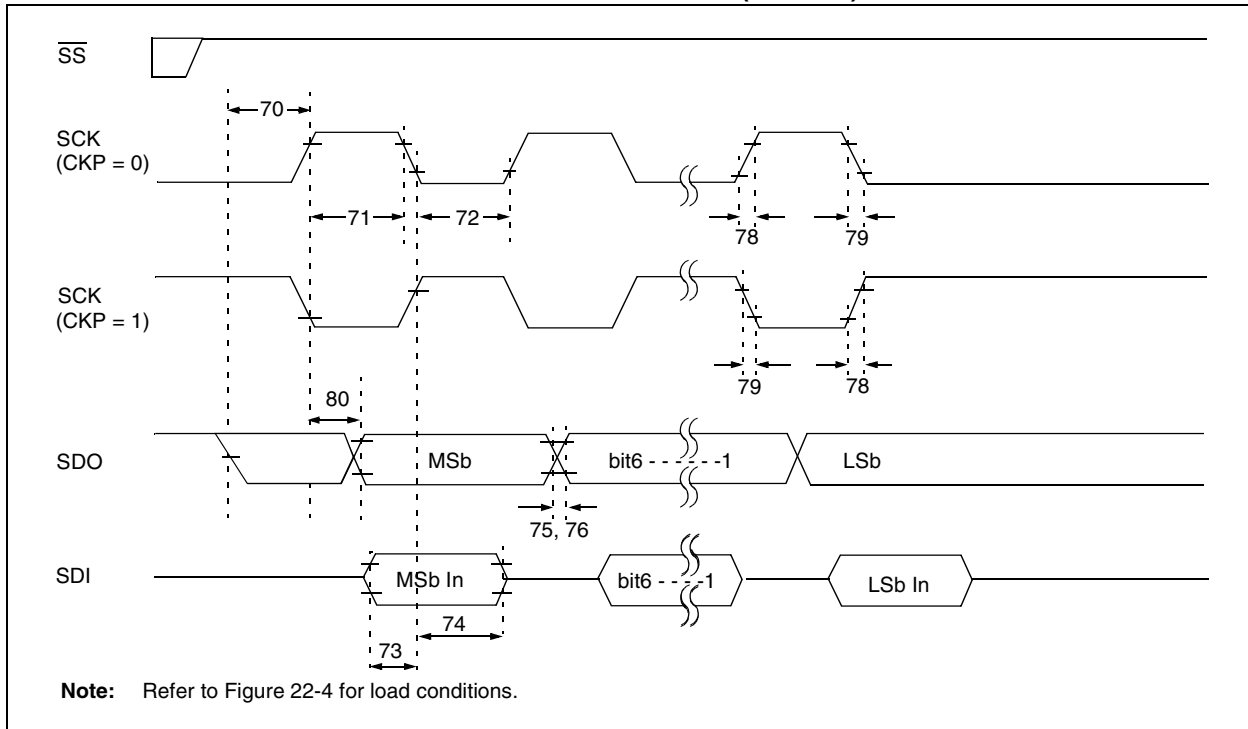 SS
70
SCK
(CKP = 0)
71
72
78
79
SCK
(CKP = 1)
79
78
80
SDO
MSb
bit6 - - - - - -1
LSb
75, 76
SDI
MSb In
bit6 - - - -1
LSb In
74
73
Note: Refer to Figure 22-4 for load conditions.